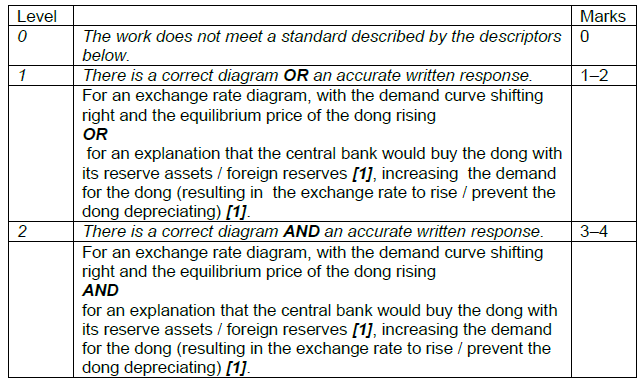 Level Marks
0 The work does not meet a standard described by the descriptors 0
below.
1 There is a correct diagram OR an accurate written response. 1–2
For an exchange rate diagram, with the demand curve shifting
right and the equilibrium price of the dong rising
OR
for an explanation that the central bank would buy the dong with
its reserve assets / foreign reserves [1], increasing the demand
for the dong (resulting in the exchange rate to rise / prevent the
dong depreciating) [1].
2 There is a correct diagram AND an accurate written response. 3–4
For an exchange rate diagram, with the demand curve shifting
right and the equilibrium price of the dong rising
AND
for an explanation that the central bank would buy the dong with
its reserve assets / foreign reserves [1], increasing the demand
for the dong (resulting in the exchange rate to rise / prevent the
dong depreciating) [1].